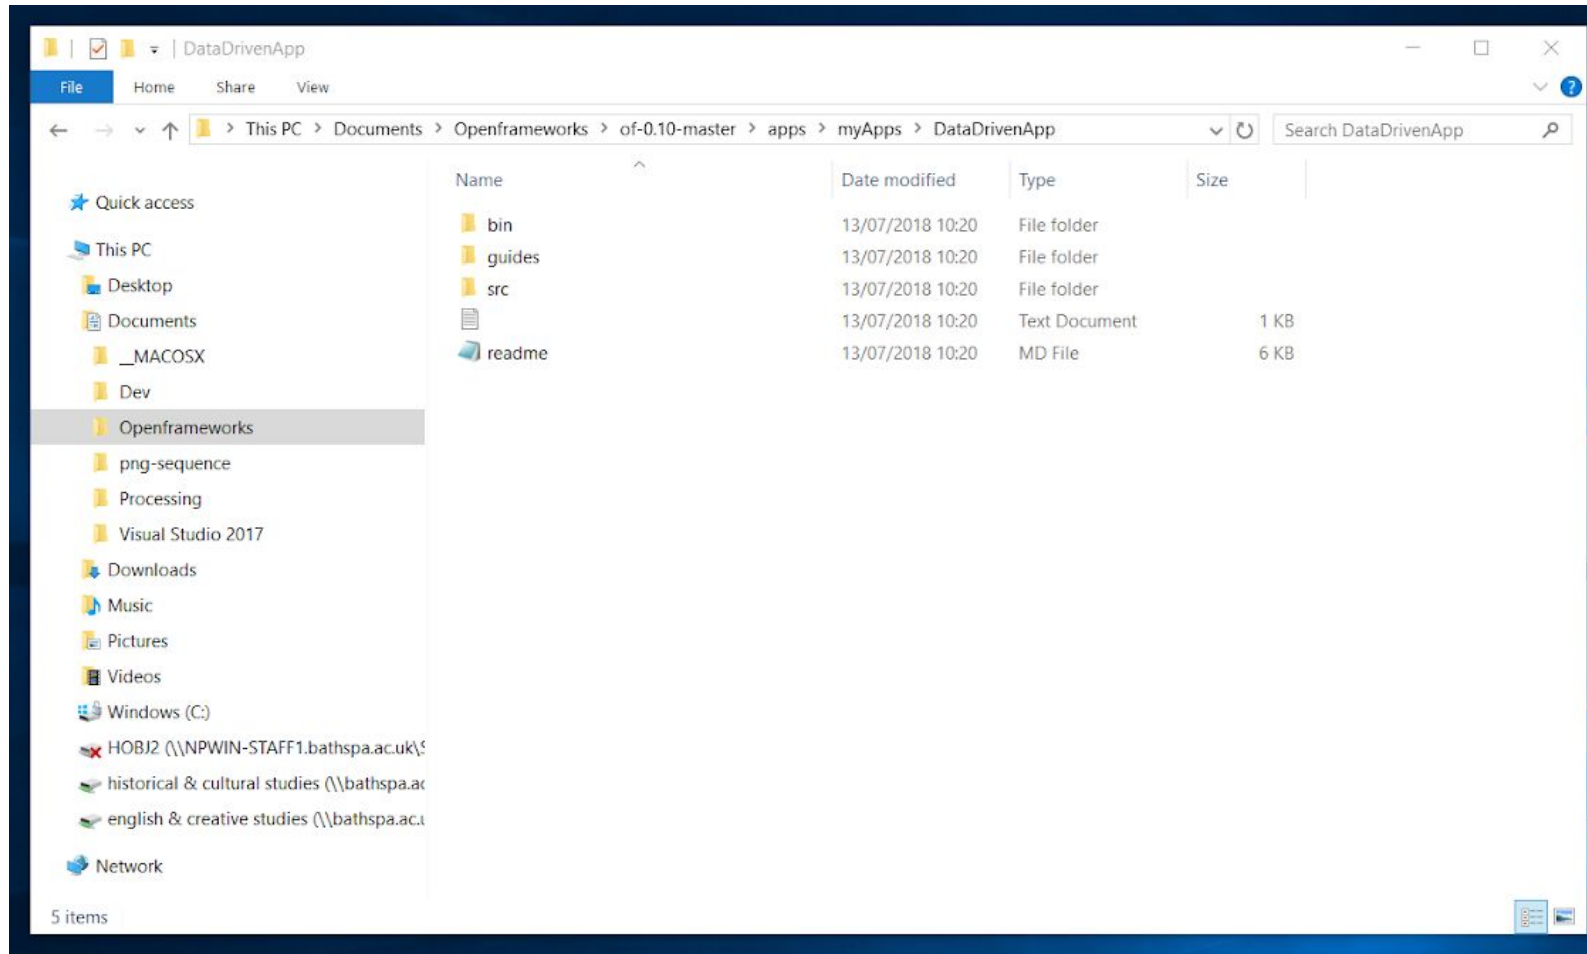 DataDrivenApp
File Home Share View
This PC > Documents > Openframeworks > of-0.10-master > apps > myApps > DataDrivenApp
Search DataDrivenApp
Name Date modified Type Size
bin 13/07/2018 10:20 File folder
guides 13/07/2018 10:20 File folder
src 13/07/2018 10:20 File folder
13/07/2018 10:20 Text Document 1 KB
readme 13/07/2018 10:20 MD File 6 KB
Quick access
This PC
Desktop
Documents
__MACOSX
Dev
Openframeworks
png-sequence
Processing
Visual Studio 2017
Downloads
Music
Pictures
Videos
Windows (C:)
HOBJ2 (\\NPWIN-STAFF1.bathspa.ac.uk\S
historical & cultural studies (\\bathspa.ac
english & creative studies (\\bathspa.ac.u
Network
5 items